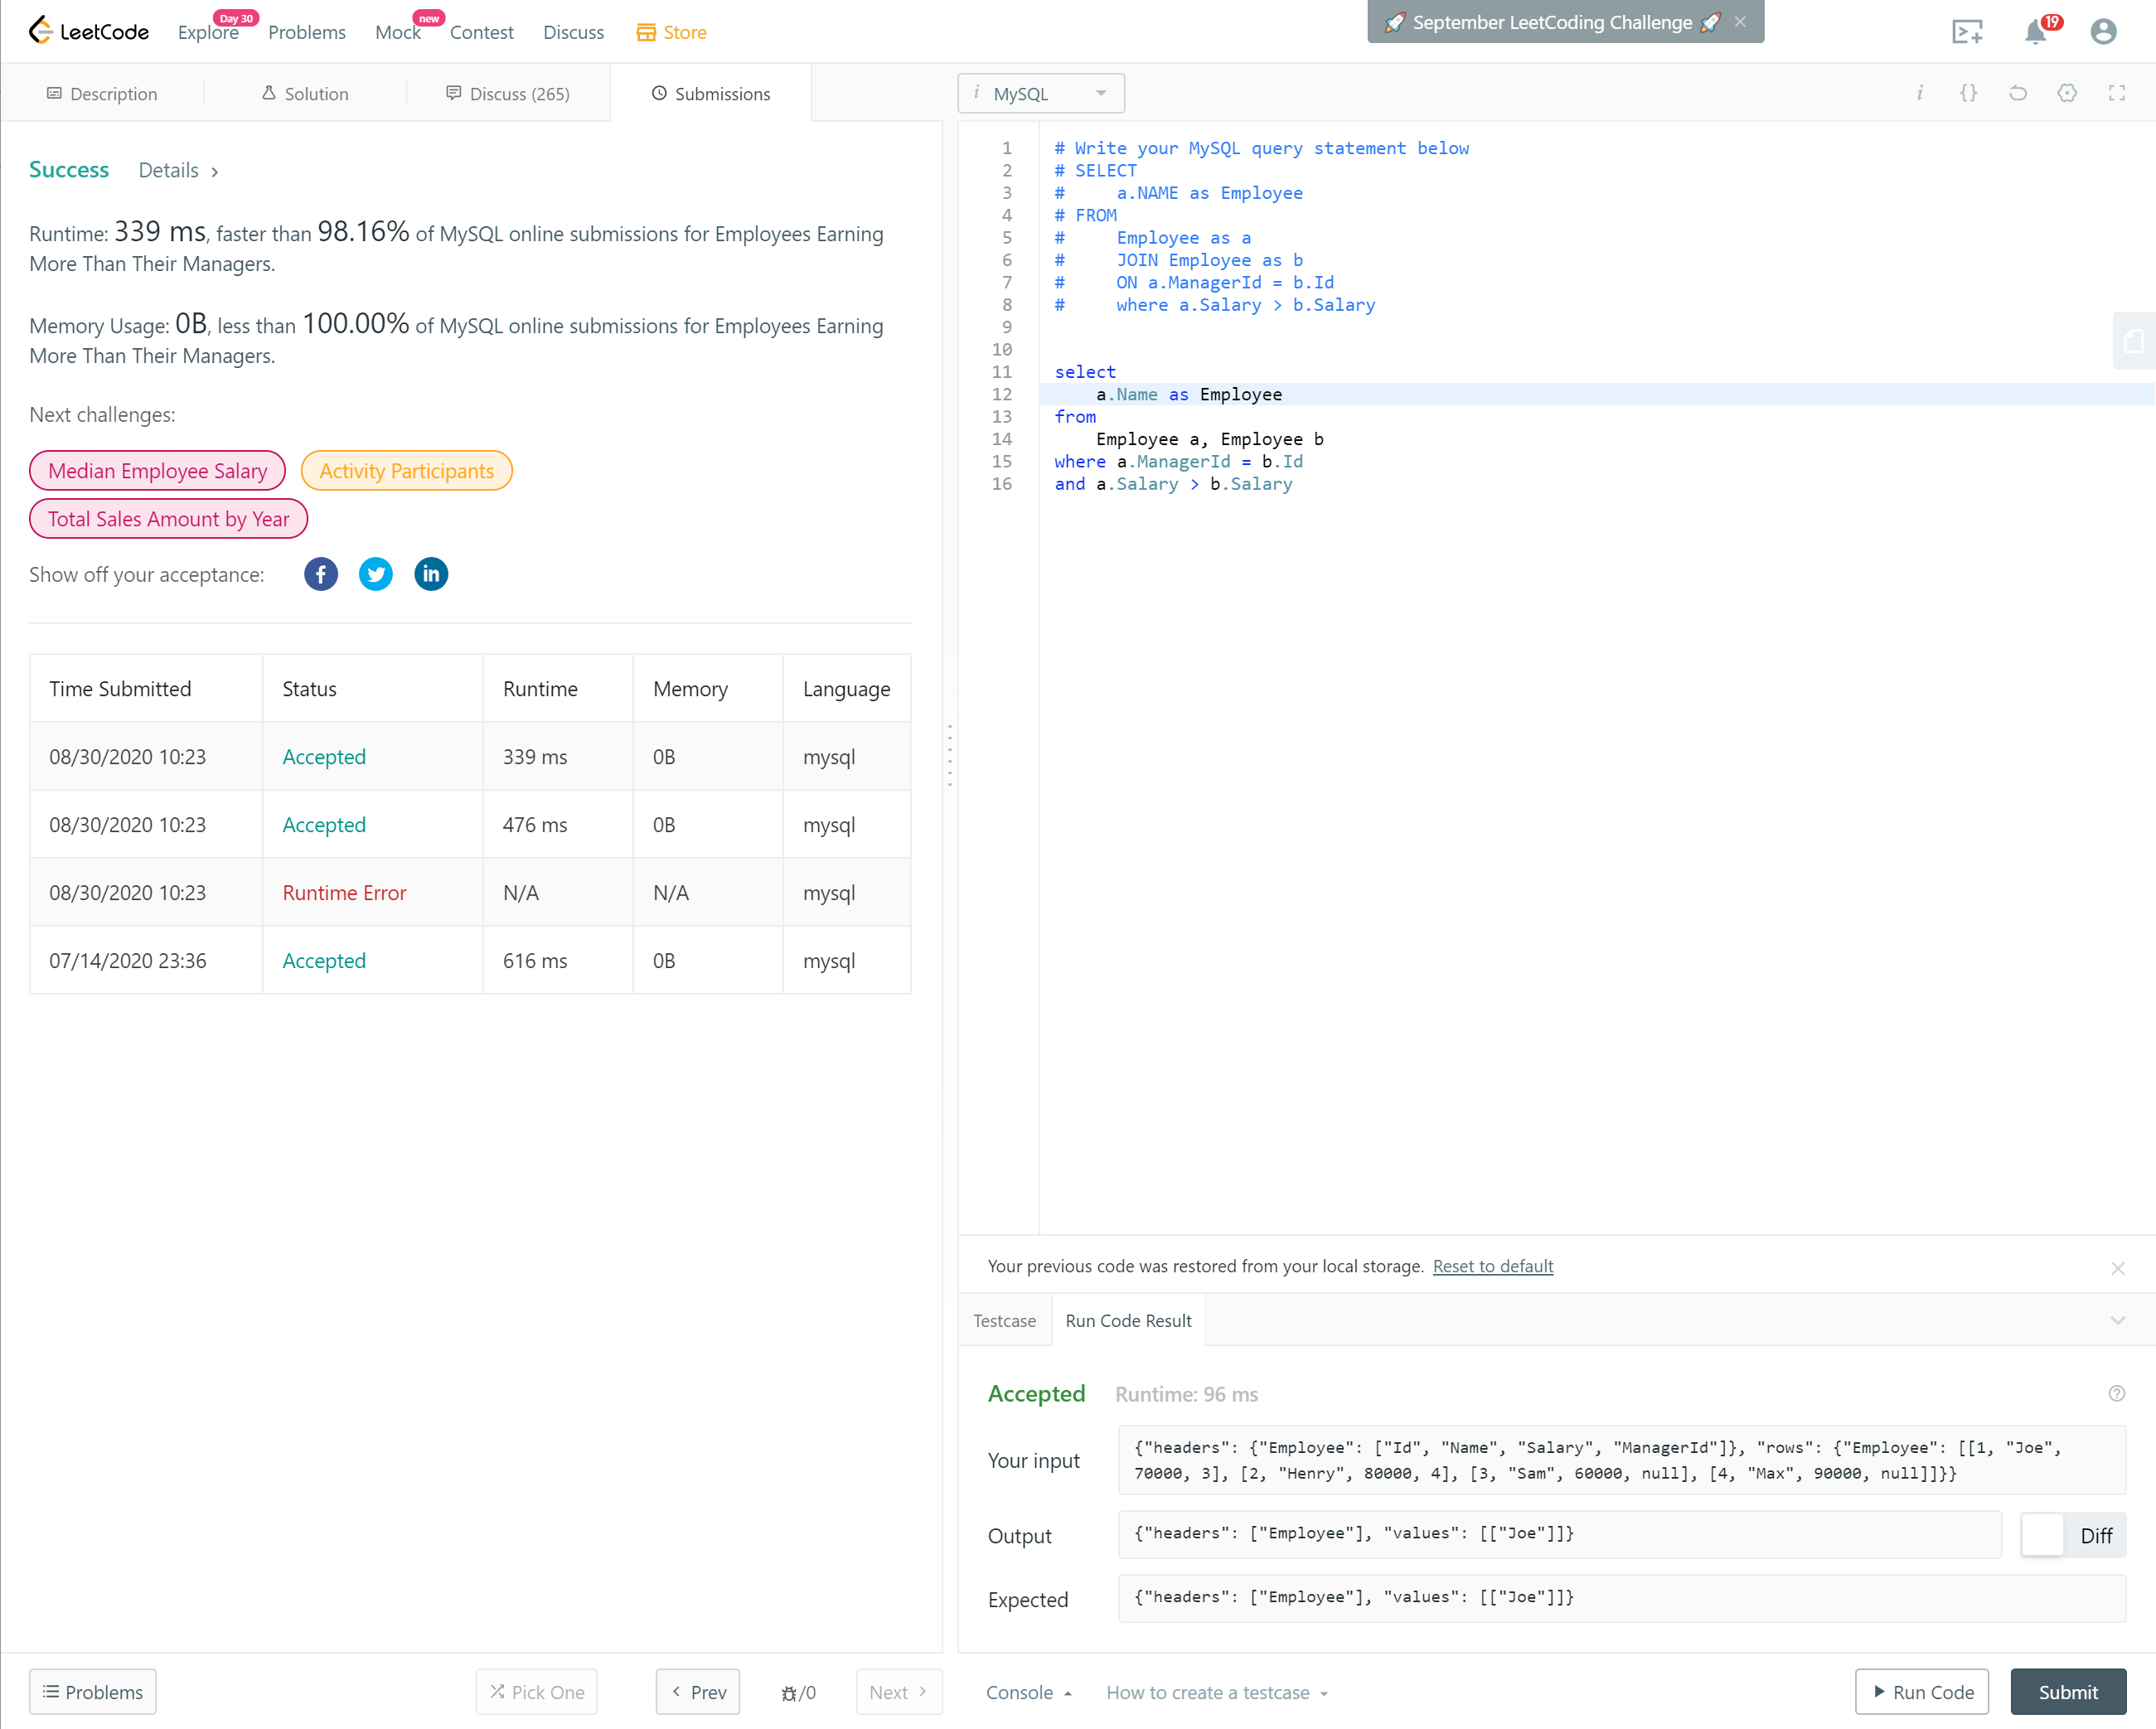 LeetCode
Explore
Day 30
Problems
Mock
new
Contest
Discuss
Store
🚀 September LeetCoding Challenge 🚀 ×
19
Description
Solution
Discuss (265)
Submissions
i MySQL
Success Details >
Runtime: 339 ms, faster than 98.16% of MySQL online submissions for Employees Earning
More Than Their Managers.
Memory Usage: 0B, less than 100.00% of MySQL online submissions for Employees Earning
More Than Their Managers.
Next challenges:
Median Employee Salary
Activity Participants
Total Sales Amount by Year
Show off your acceptance:
Time Submitted Status Runtime Memory Language
08/30/2020 10:23 Accepted 339 ms 0B mysql
08/30/2020 10:23 Accepted 476 ms 0B mysql
08/30/2020 10:23 Runtime Error N/A N/A mysql
07/14/2020 23:36 Accepted 616 ms 0B mysql
1 # Write your MySQL query statement below
2 # SELECT
3 #     a.NAME as Employee
4 # FROM
5 #     Employee as a
6 #     JOIN Employee as b
7 #     ON a.ManagerId = b.Id
8 #     where a.Salary > b.Salary
9
10
11 select
12     a.Name as Employee
13 from
14     Employee a, Employee b
15 where a.ManagerId = b.Id
16 and a.Salary > b.Salary
Your previous code was restored from your local storage. Reset to default
Testcase
Run Code Result
Accepted Runtime: 96 ms
Your input
{"headers": {"Employee": ["Id", "Name", "Salary", "ManagerId"]}, "rows": {"Employee": [[1, "Joe",
70000, 3], [2, "Henry", 80000, 4], [3, "Sam", 60000, null], [4, "Max", 90000, null]]}}
Output
{"headers": ["Employee"], "values": [["Joe"]]}
Diff
Expected
{"headers": ["Employee"], "values": [["Joe"]]}
Problems
Pick One
< Prev
/0
Next >
Console
How to create a testcase
Run Code
Submit